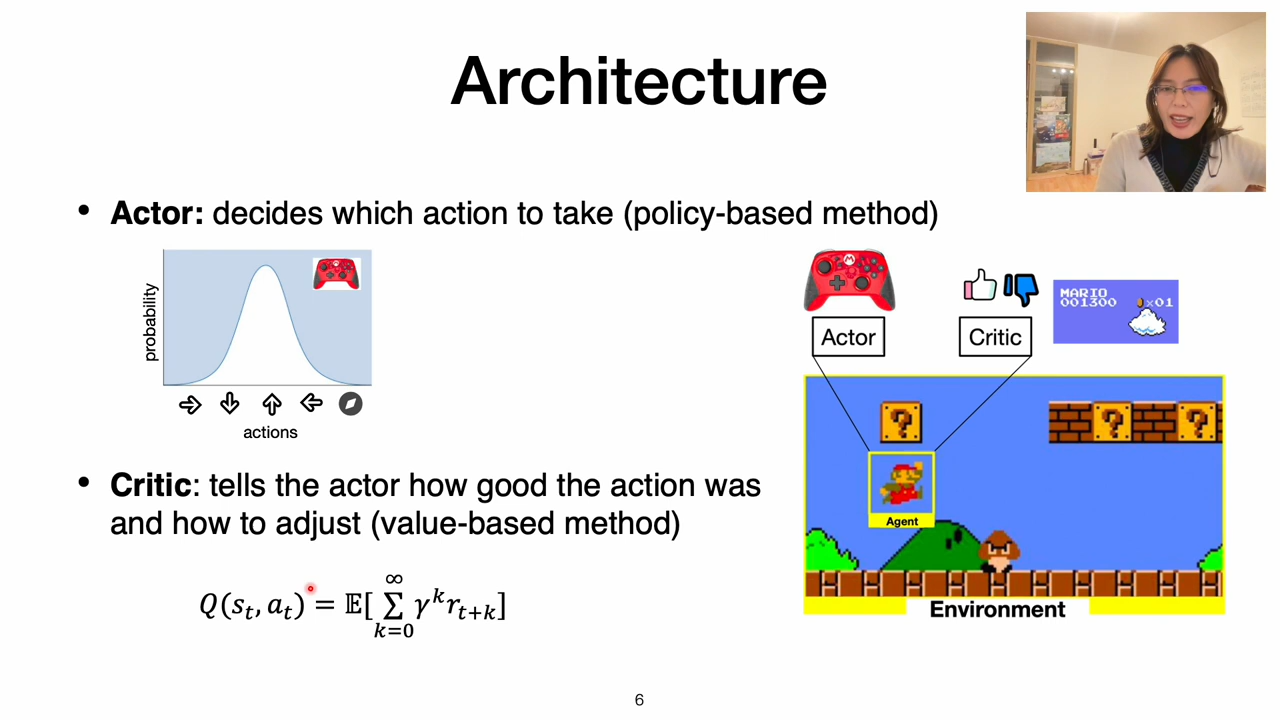 Architecture
• Actor: decides which action to take (policy-based method)
probability
actions
Actor
Critic
MARIO
001300 ×01
? ? ?
Agent
Environment
• Critic: tells the actor how good the action was
and how to adjust (value-based method)
Q(s_t, a_t) = 𝔼[ ∑_{k=0}^{∞} γ^k r_{t+k} ]
6